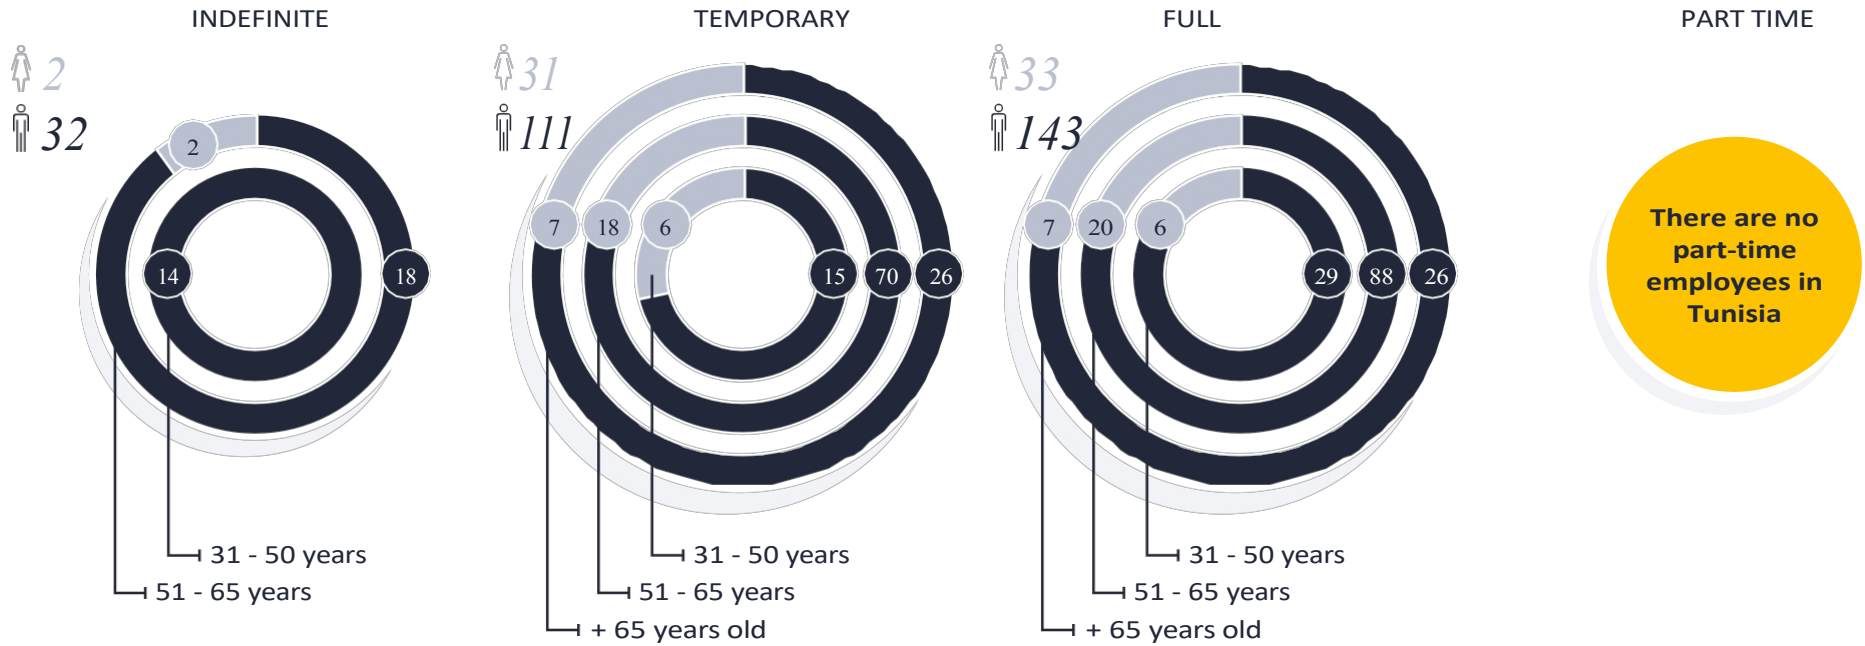 INDEFINITE
2
32
2
14
18
31 - 50 years
51 - 65 years
TEMPORARY
31
111
7
18
6
15
70
26
31 - 50 years
51 - 65 years
+ 65 years old
FULL
33
143
7
20
6
29
88
26
31 - 50 years
51 - 65 years
+ 65 years old
PART TIME
There are no
part-time
employees in
Tunisia